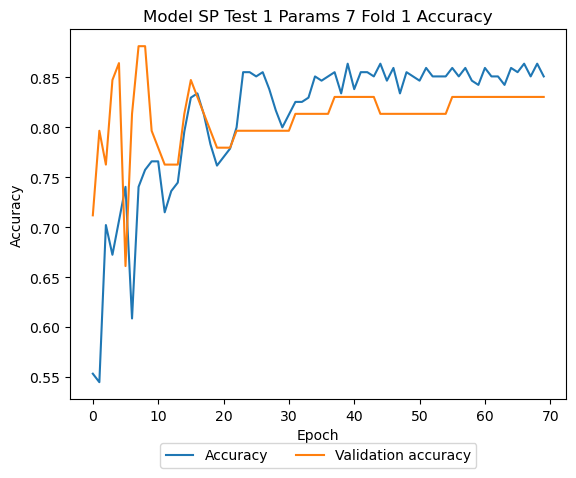 Model SP Test 1 Params 7 Fold 1 Accuracy
Accuracy
0.85
0.80
0.75
0.70
0.65
0.60
0.55
0 10 20 30 40 50 60 70
Epoch
Accuracy Validation accuracy